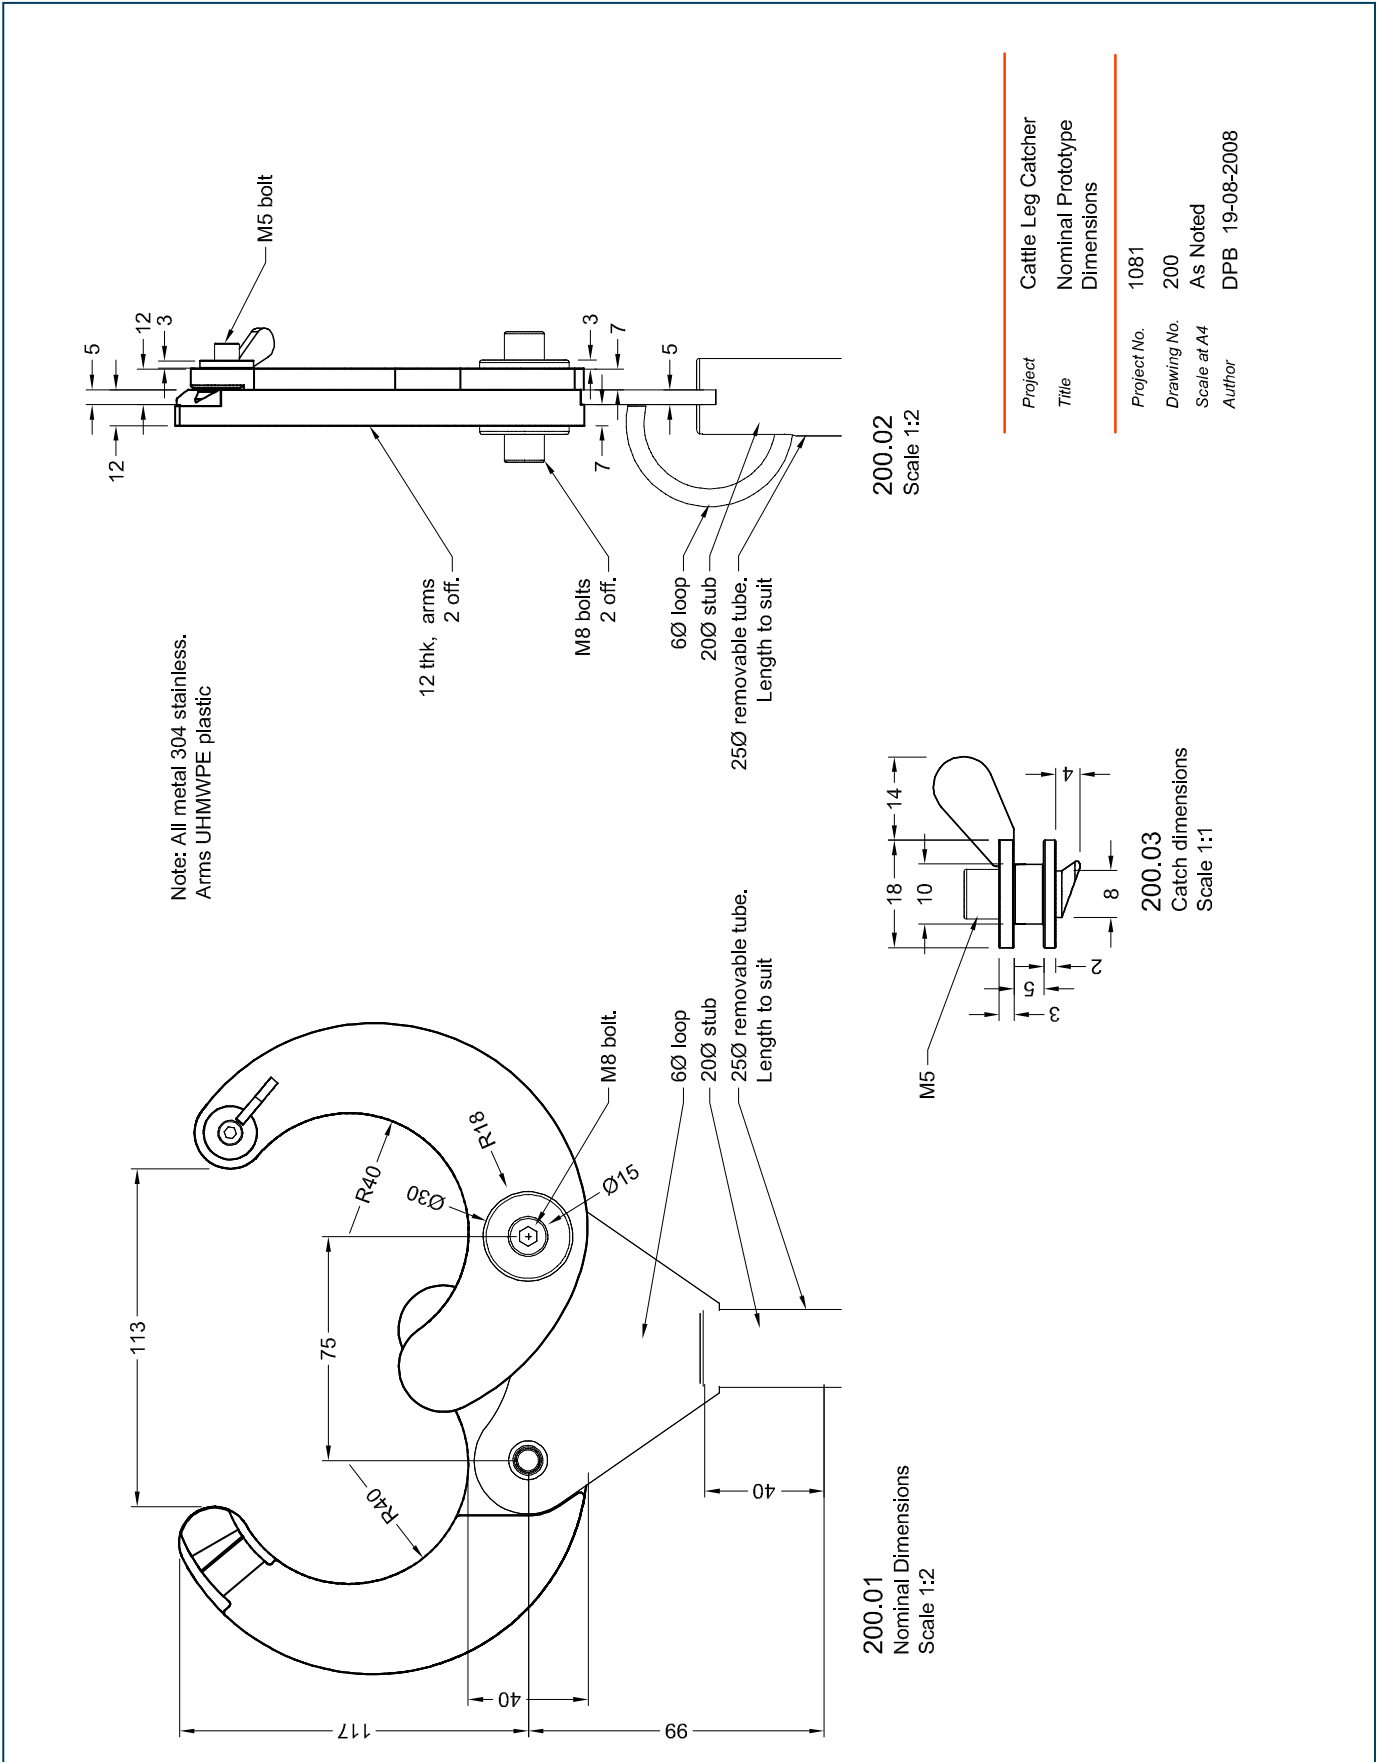 Note: All metal 304 stainless.
Arms UHMWPE plastic
113
75
R40
R40
Ø30
R18
Ø15
M8 bolt.
6Ø loop
20Ø stub
25Ø removable tube.
Length to suit
117
40
99
40
200.01
Nominal Dimensions
Scale 1:2
5
12
3
12
M5 bolt
12 thk, arms
2 off.
M8 bolts
2 off.
3
7
7
5
6Ø loop
20Ø stub
25Ø removable tube.
Length to suit
200.02
Scale 1:2
M5
18
14
10
4
8
3
5
2
200.03
Catch dimensions
Scale 1:1
Project Cattle Leg Catcher
Title Nominal Prototype
Dimensions
Project No. 1081
Drawing No. 200
Scale at A4 As Noted
Author DPB 19-08-2008